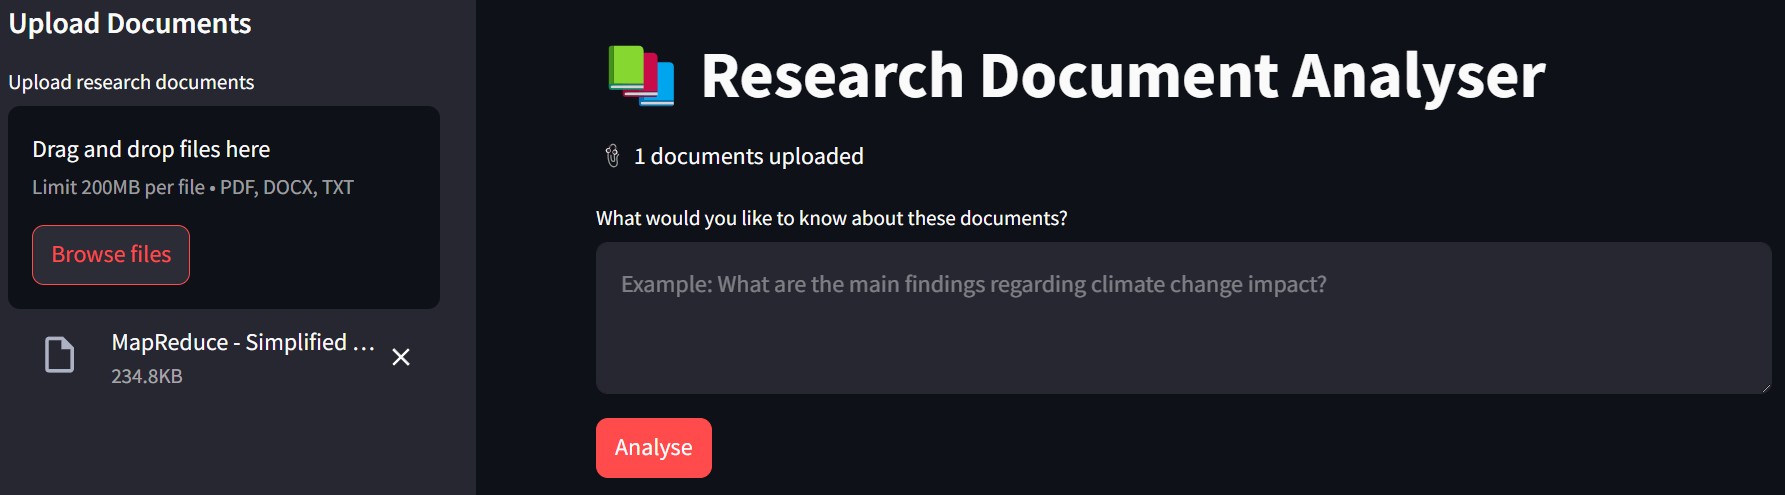 Upload Documents
Upload research documents
Drag and drop files here
Limit 200MB per file • PDF, DOCX, TXT
Browse files
MapReduce - Simplified ...
234.8KB
Research Document Analyser
1 documents uploaded
What would you like to know about these documents?
Example: What are the main findings regarding climate change impact?
Analyse